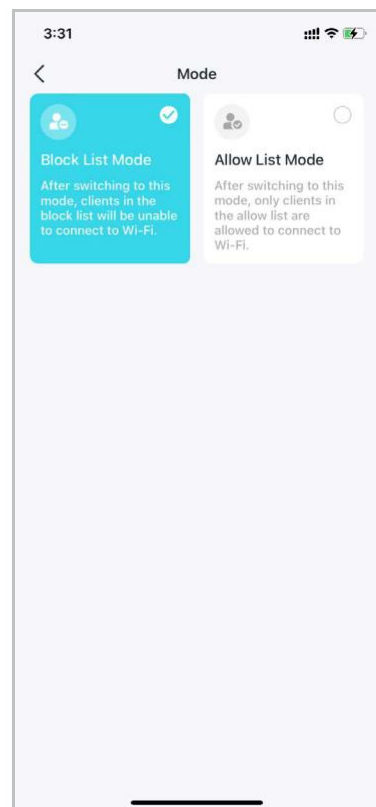 3:31
Mode
Block List Mode
After switching to this
mode, clients in the
block list will be unable
to connect to Wi-Fi.
Allow List Mode
After switching to this
mode, only clients in
the allow list are
allowed to connect to
Wi-Fi.